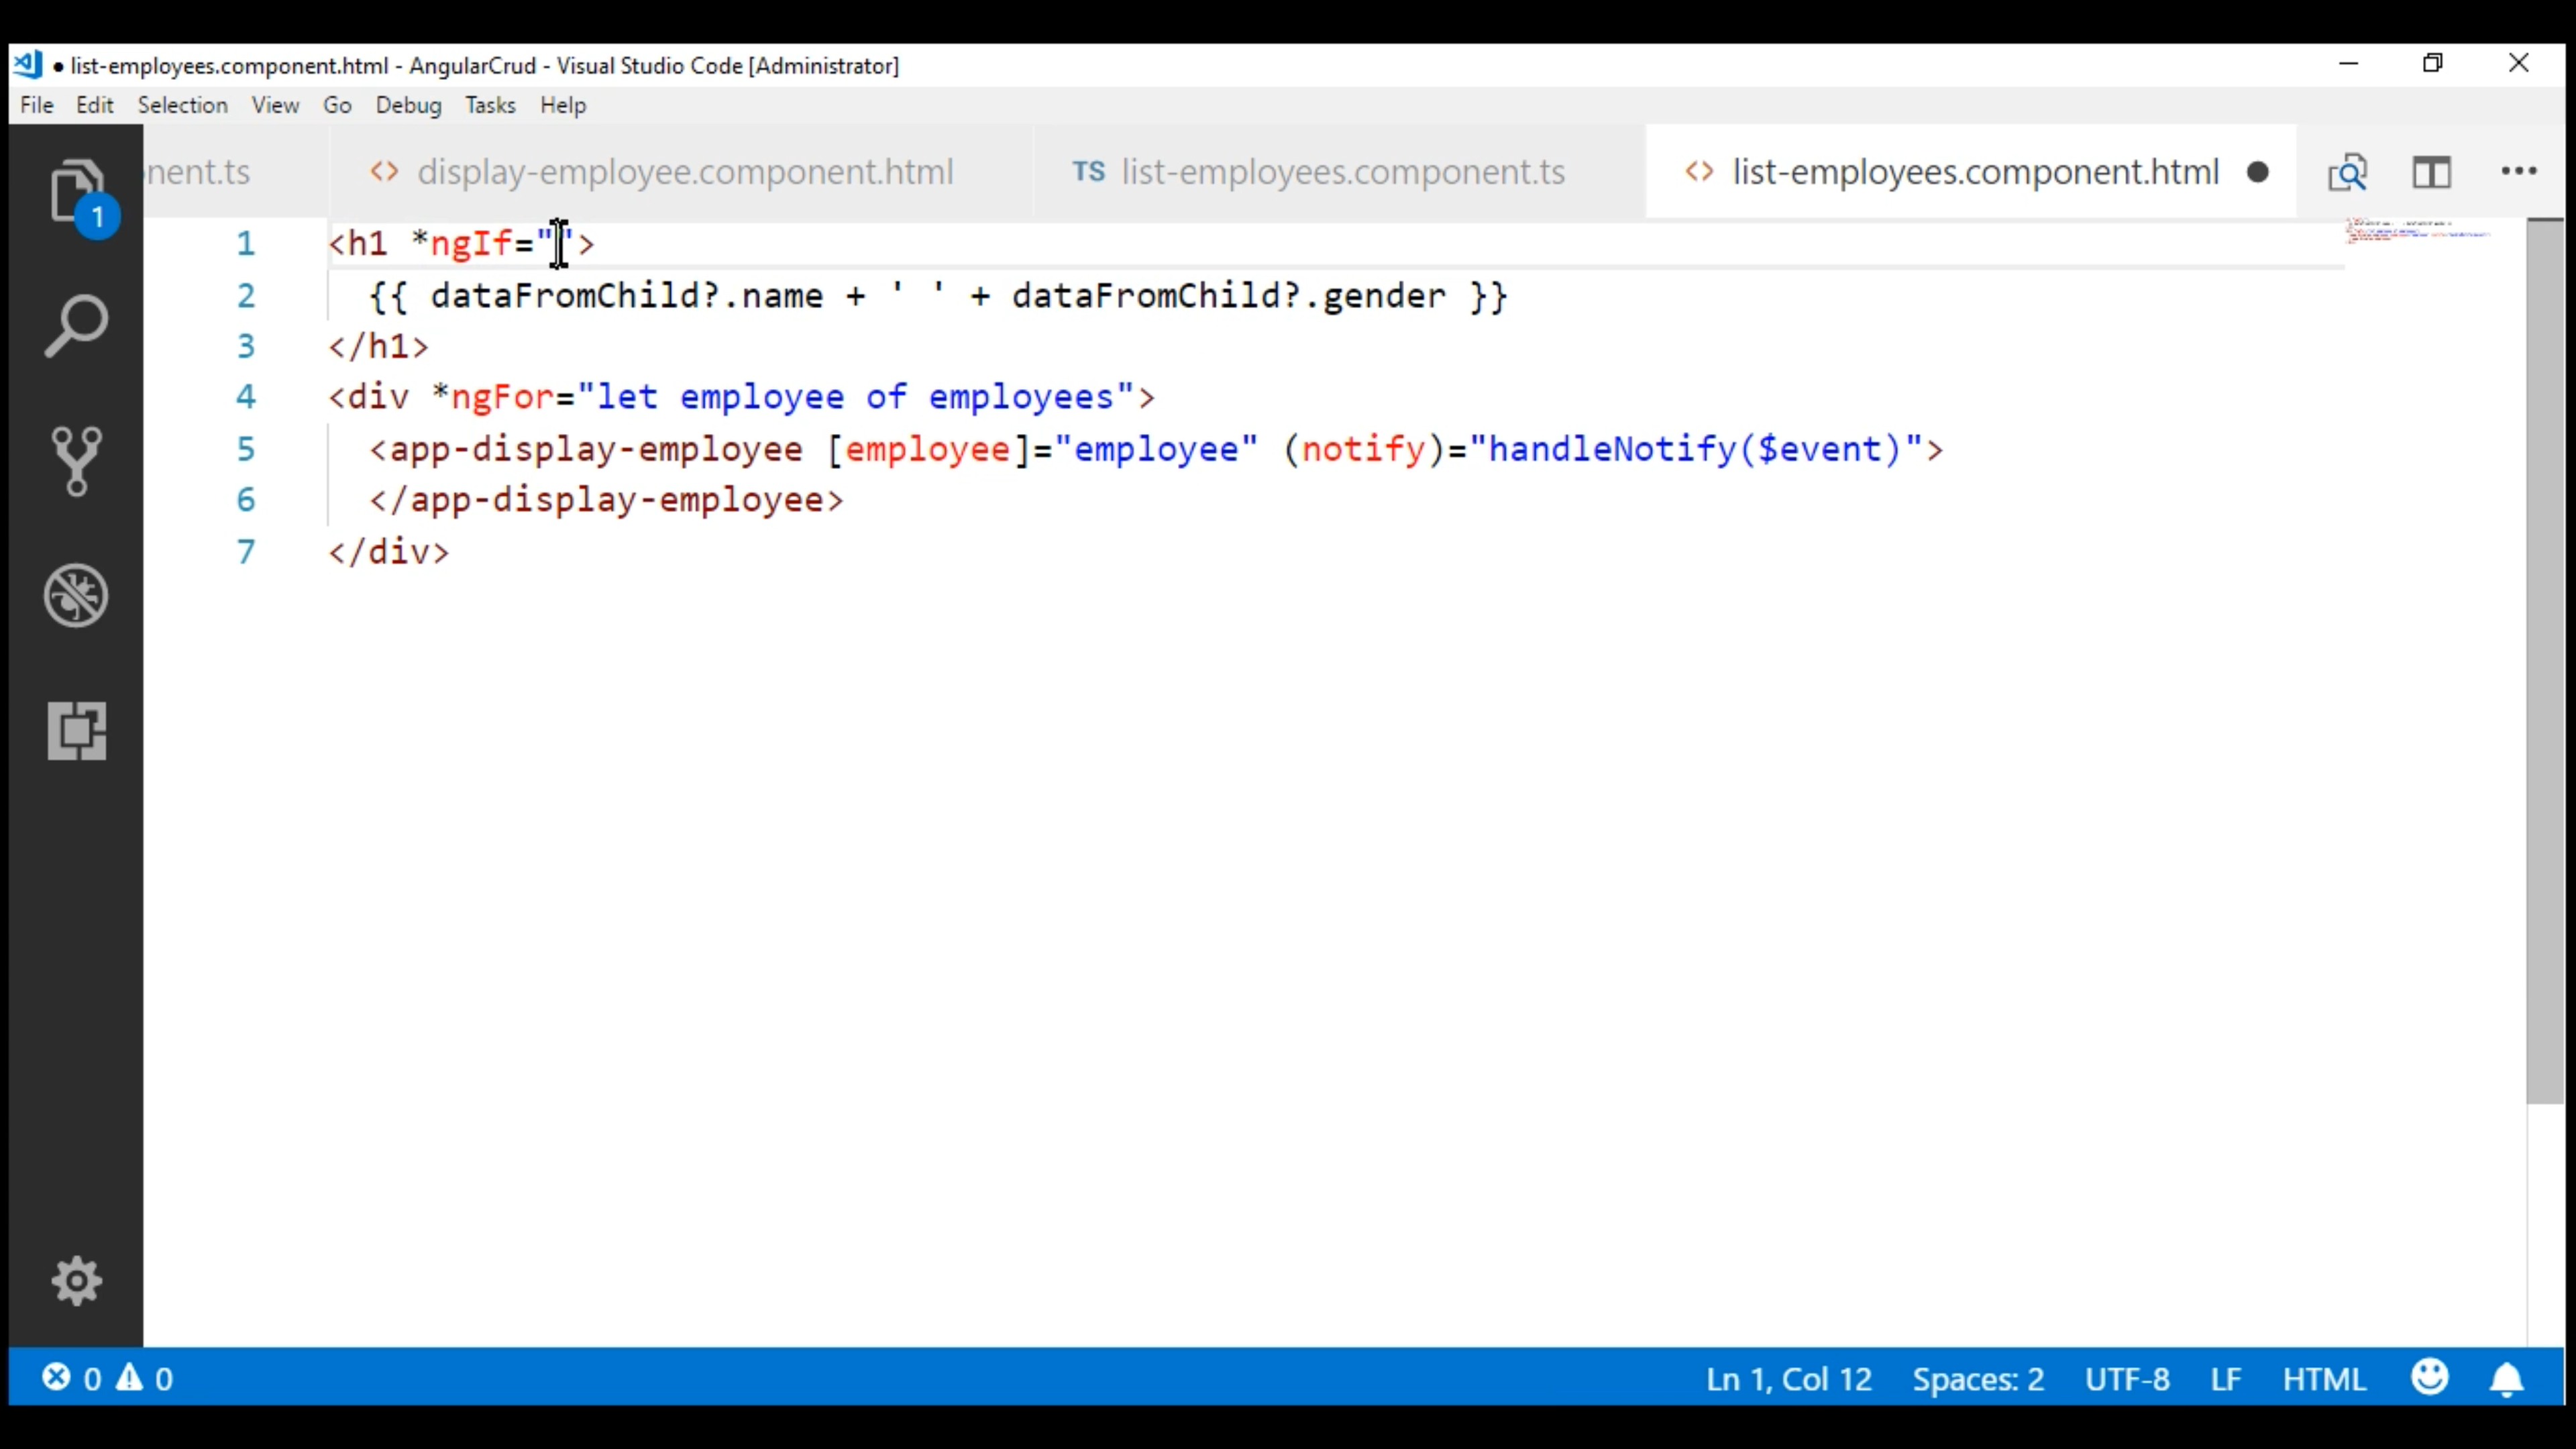 ● list-employees.component.html - AngularCrud - Visual Studio Code [Administrator]
File Edit Selection View Go Debug Tasks Help
nent.ts <> display-employee.component.html TS list-employees.component.ts <> list-employees.component.html ●
1
1 <h1 *ngIf="">
2 {{ dataFromChild?.name + ' ' + dataFromChild?.gender }}
3 </h1>
4 <div *ngFor="let employee of employees">
5 <app-display-employee [employee]="employee" (notify)="handleNotify($event)">
6 </app-display-employee>
7 </div>
0 0 Ln 1, Col 12 Spaces: 2 UTF-8 LF HTML